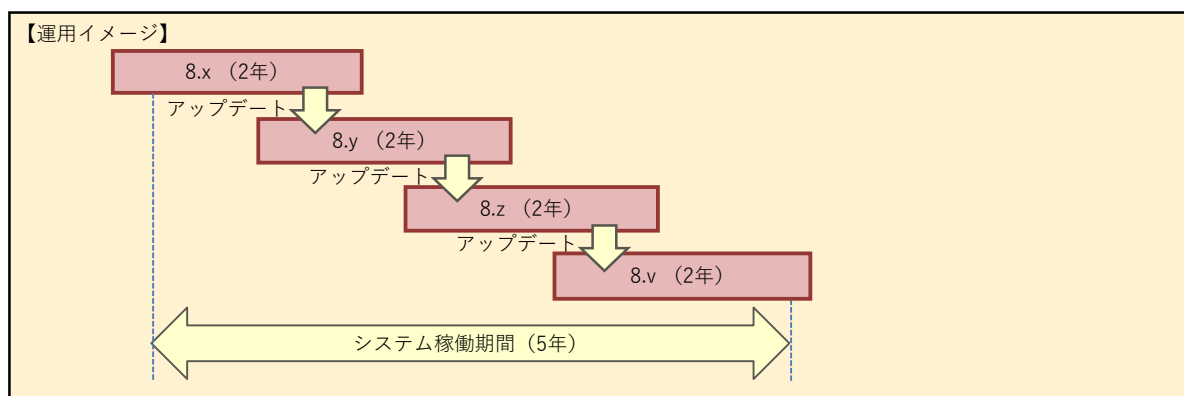 【運用イメージ】
8.x （2年）
アップデート
8.y （2年）
アップデート
8.z （2年）
アップデート
8.v （2年）
システム稼働期間（5年）